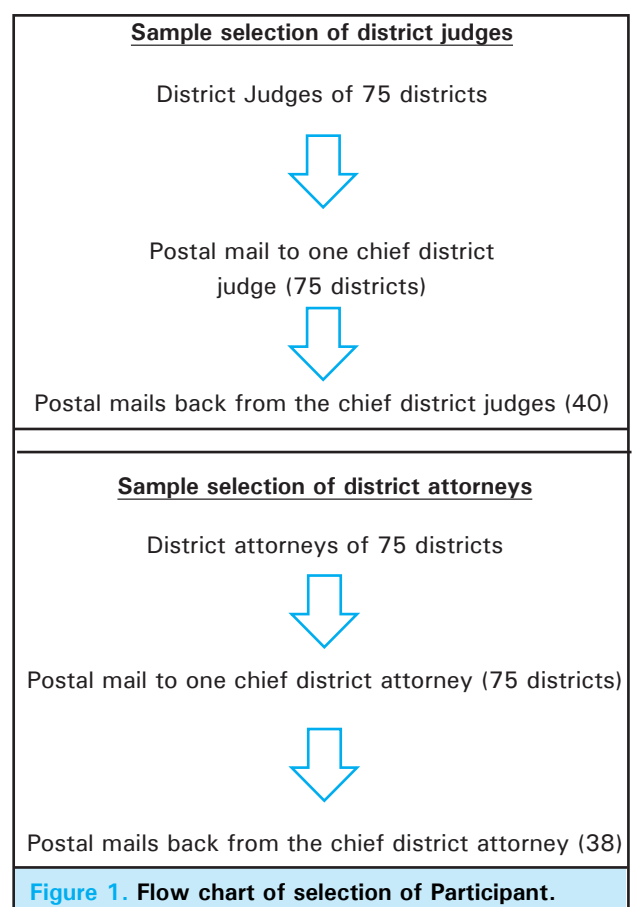 Sample selection of district judges
District Judges of 75 districts
Postal mail to one chief district
judge (75 districts)
Postal mails back from the chief district judges (40)
Sample selection of district attorneys
District attorneys of 75 districts
Postal mail to one chief district attorney (75 districts)
Postal mails back from the chief district attorney (38)
Figure 1. Flow chart of selection of Participant.